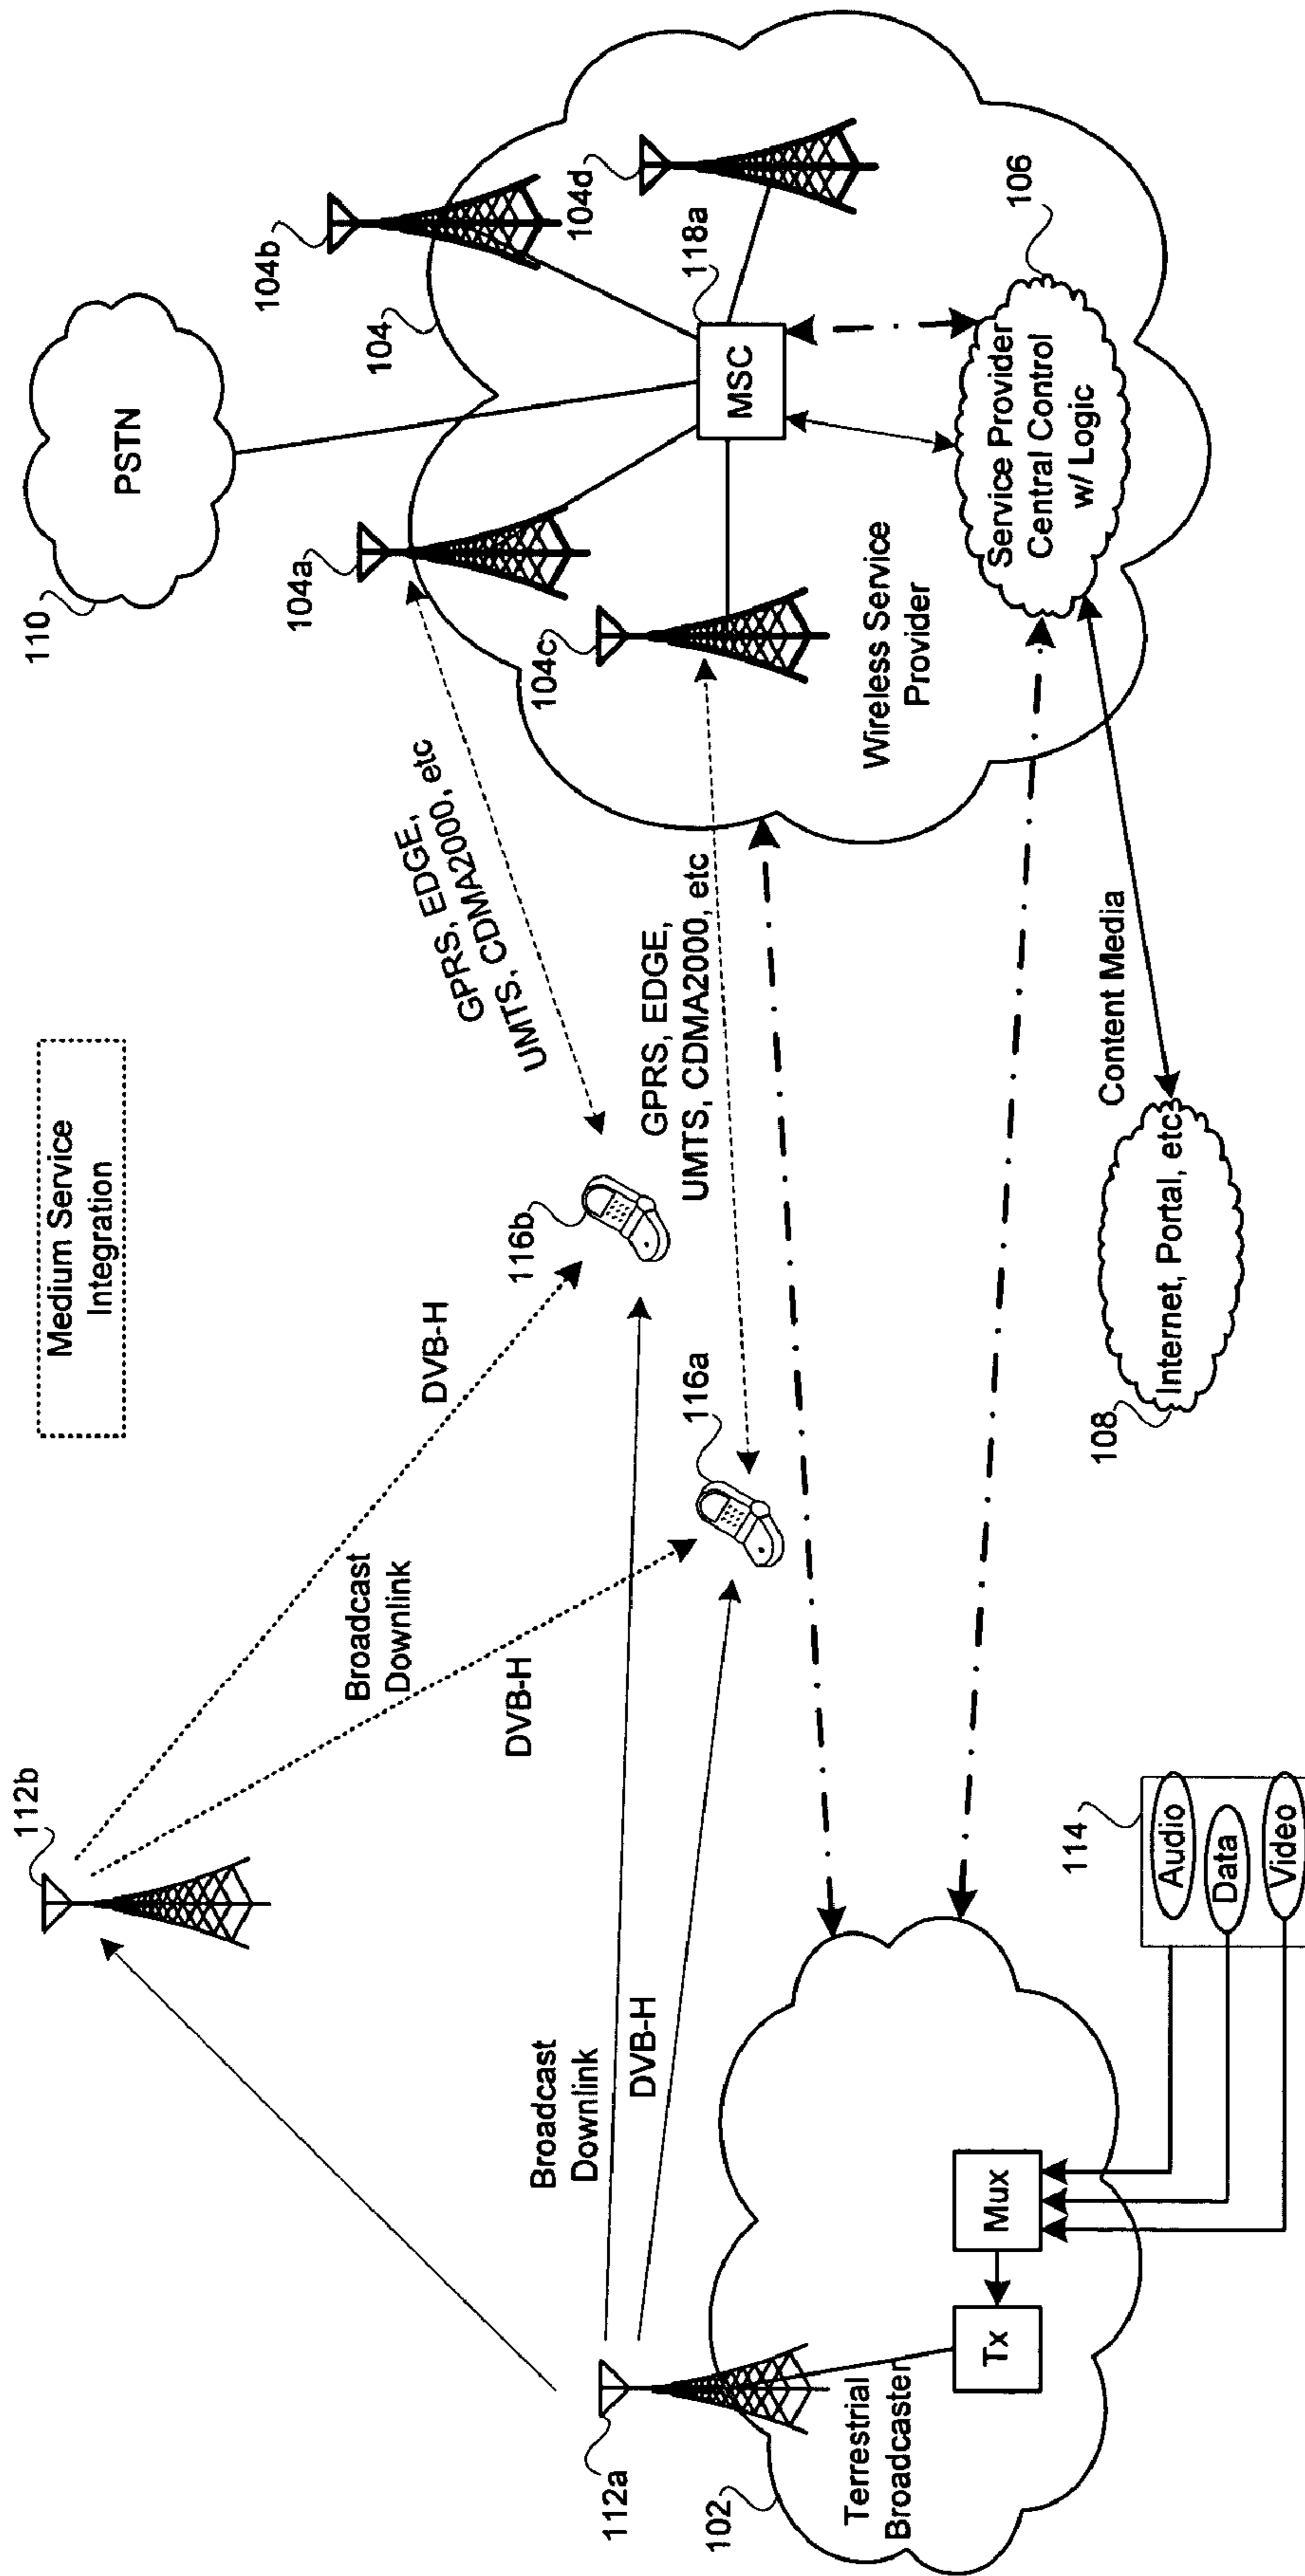 Medium Service
Integration
112b
Broadcast
Downlink
DVB-H
DVB-H
116b
116a
GPRS, EDGE,
UMTS, CDMA2000, etc
GPRS, EDGE,
UMTS, CDMA2000, etc
110
PSTN
104
104a
104b
104c
104d
118a
MSC
Wireless Service
Provider
106
Service Provider
Central Control
w/ Logic
Content Media
108
Internet, Portal, etc
112a
Broadcast
Downlink
DVB-H
102
Terrestrial
Broadcaster
Tx
Mux
114
Audio
Data
Video